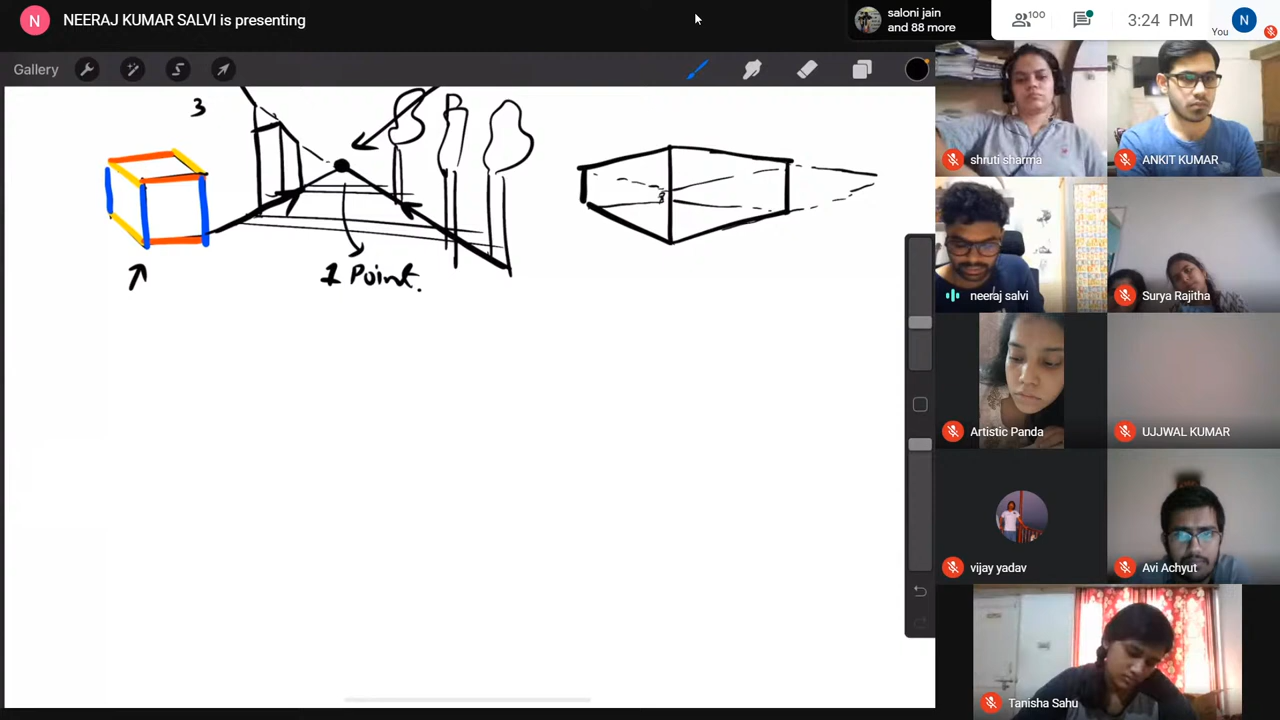 N NEERAJ KUMAR SALVI is presenting
saloni jain
and 88 more
100
3:24 PM
N
You
Gallery
S
3
1 Point.
shruti sharma
ANKIT KUMAR
neeraj salvi
Surya Rajitha
Artistic Panda
UJJWAL KUMAR
vijay yadav
Avi Achyut
Tanisha Sahu